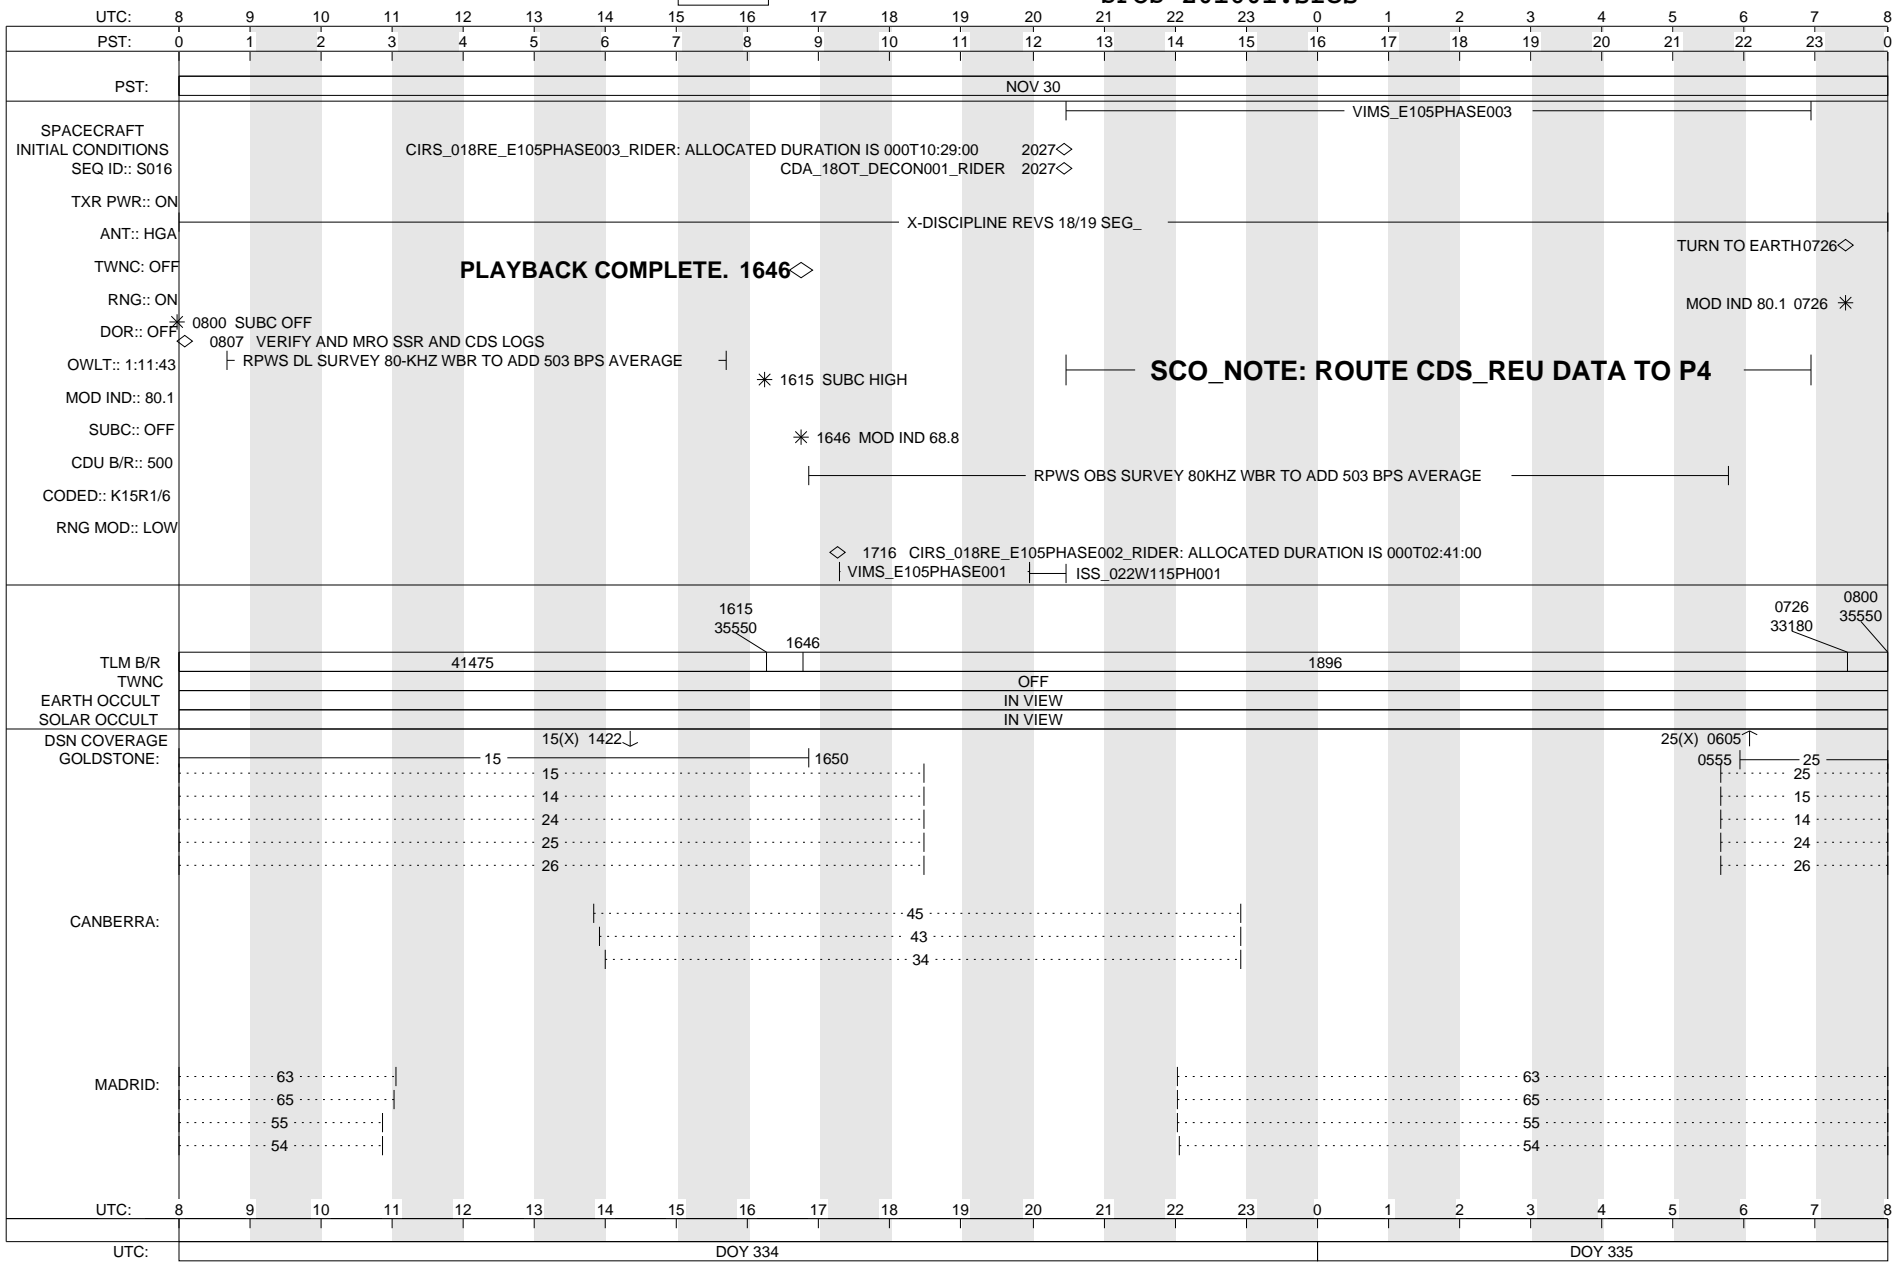 UTC: 8 9 10 11 12 13 14 15 16 17 18 19 20 21 22 23 0 1 2 3 4 5 6 7 8
PST: 0 1 2 3 4 5 6 7 8 9 10 11 12 13 14 15 16 17 18 19 20 21 22 23 0
PST: NOV 30
VIMS_E105PHASE003
SPACECRAFT
INITIAL CONDITIONS CIRS_018RE_E105PHASE003_RIDER: ALLOCATED DURATION IS 000T10:29:00 2027
SEQ ID:: S016 CDA_18OT_DECON001_RIDER 2027
TXR PWR:: ON
X-DISCIPLINE REVS 18/19 SEG_
ANT:: HGA
TURN TO EARTH0726
TWNC: OFF PLAYBACK COMPLETE. 1646
RNG:: ON MOD IND 80.1 0726
0800 SUBC OFF
DOR:: OFF
0807 VERIFY AND MRO SSR AND CDS LOGS
OWLT:: 1:11:43 RPWS DL SURVEY 80-KHZ WBR TO ADD 503 BPS AVERAGE SCO_NOTE: ROUTE CDS_REU DATA TO P4
1615 SUBC HIGH
MOD IND:: 80.1
SUBC:: OFF
1646 MOD IND 68.8
CDU B/R:: 500
RPWS OBS SURVEY 80KHZ WBR TO ADD 503 BPS AVERAGE
CODED:: K15R1/6
RNG MOD:: LOW
1716 CIRS_018RE_E105PHASE002_RIDER: ALLOCATED DURATION IS 000T02:41:00
VIMS_E105PHASE001 ISS_022W115PH001
1615 0726 0800
35550 1646 33180 35550
TLM B/R 41475 1896
TWNC OFF
EARTH OCCULT IN VIEW
SOLAR OCCULT IN VIEW
DSN COVERAGE 15(X) 1422 25(X) 0605
GOLDSTONE: 15 1650 0555 25
15 25
14 15
24 14
25 24
26 26
CANBERRA: 45
43
34
MADRID: 63 63
65 65
55 55
54 54
UTC: 8 9 10 11 12 13 14 15 16 17 18 19 20 21 22 23 0 1 2 3 4 5 6 7 8
UTC: DOY 334 DOY 335